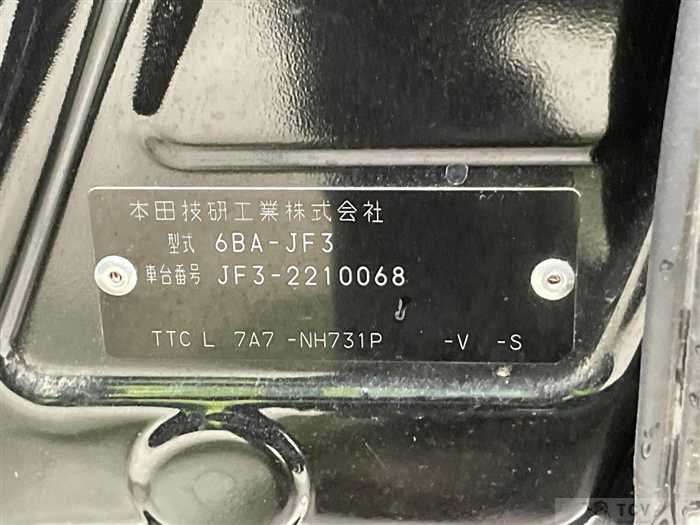 本田技研工業株式会社
型式 6BA-JF3
車台番号 JF3-2210068
TTC L 7A7 -NH731P -V -S
TCV